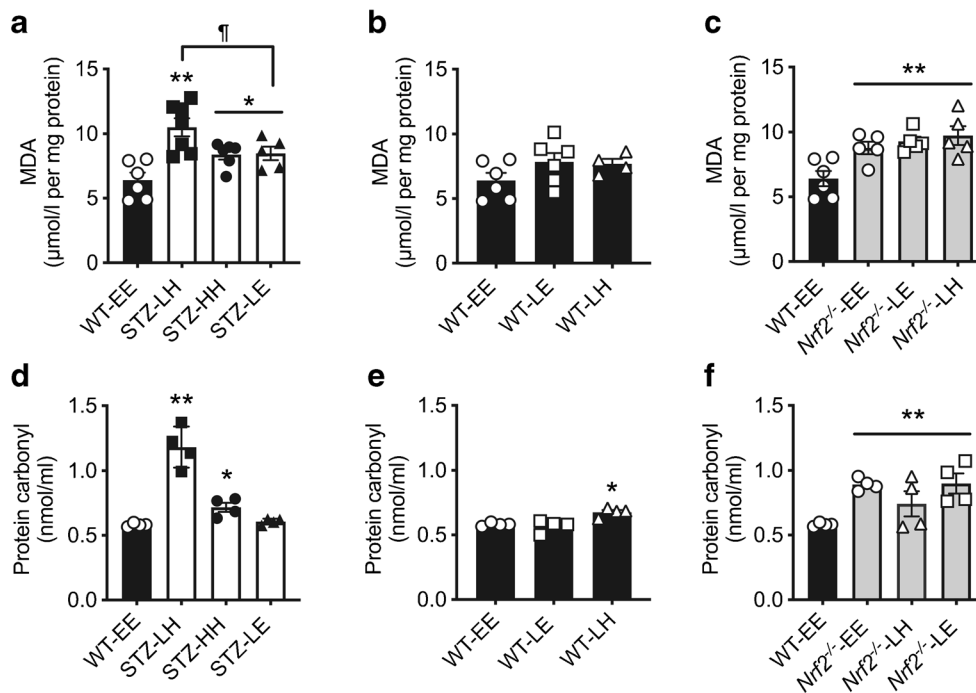 a
¶
**
*
MDA
(µmol/l per mg protein)
15
10
5
0
WT-EE
STZ-LH
STZ-HH
STZ-LE
b
MDA
(µmol/l per mg protein)
15
10
5
0
WT-EE
WT-LE
WT-LH
c
**
MDA
(µmol/l per mg protein)
15
10
5
0
WT-EE
Nrf2-/--EE
Nrf2-/--LE
Nrf2-/--LH
d
**
*
Protein carbonyl
(nmol/ml)
1.5
1.0
0.5
0.0
WT-EE
STZ-LH
STZ-HH
STZ-LE
e
*
Protein carbonyl
(nmol/ml)
1.5
1.0
0.5
0.0
WT-EE
WT-LE
WT-LH
f
**
Protein carbonyl
(nmol/ml)
1.5
1.0
0.5
0.0
WT-EE
Nrf2-/--EE
Nrf2-/--LH
Nrf2-/--LE